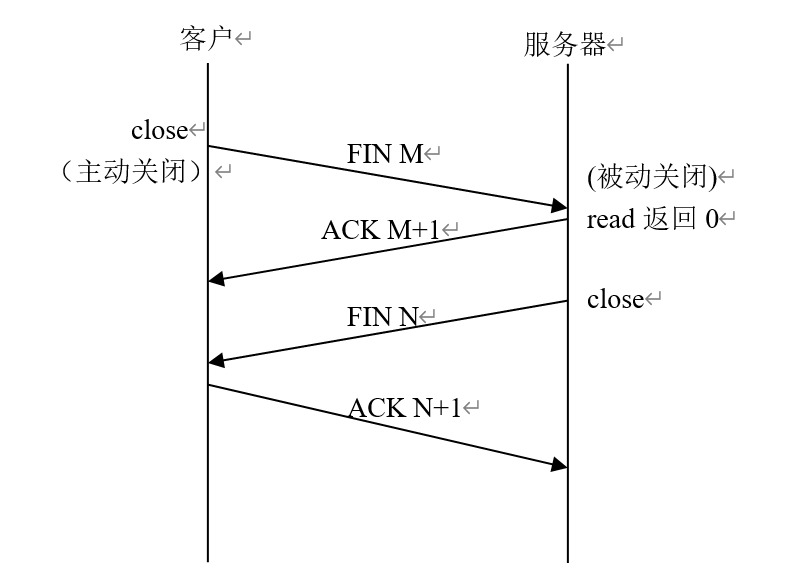 客户↵
服务器↵
close↵
（主动关闭）↵
FIN M↵
(被动关闭)↵
read 返回 0↵
ACK M+1↵
close↵
FIN N↵
ACK N+1↵